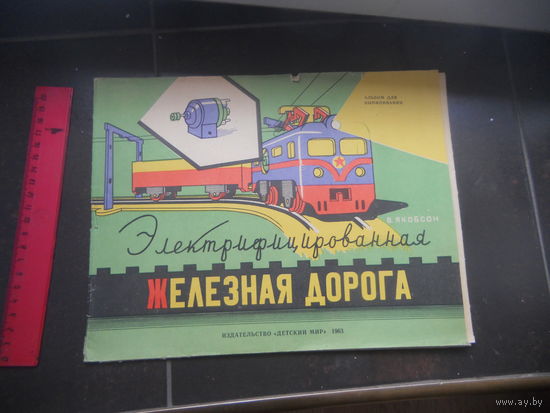 АЛЬБОМ ДЛЯ
ВЫРЕЗЫВАНИЯ
В. ЯКОБСОН
Электрифицированная
ЖЕЛЕЗНАЯ ДОРОГА
ИЗДАТЕЛЬСТВО «ДЕТСКИЙ МИР» 1963
www.ay.by